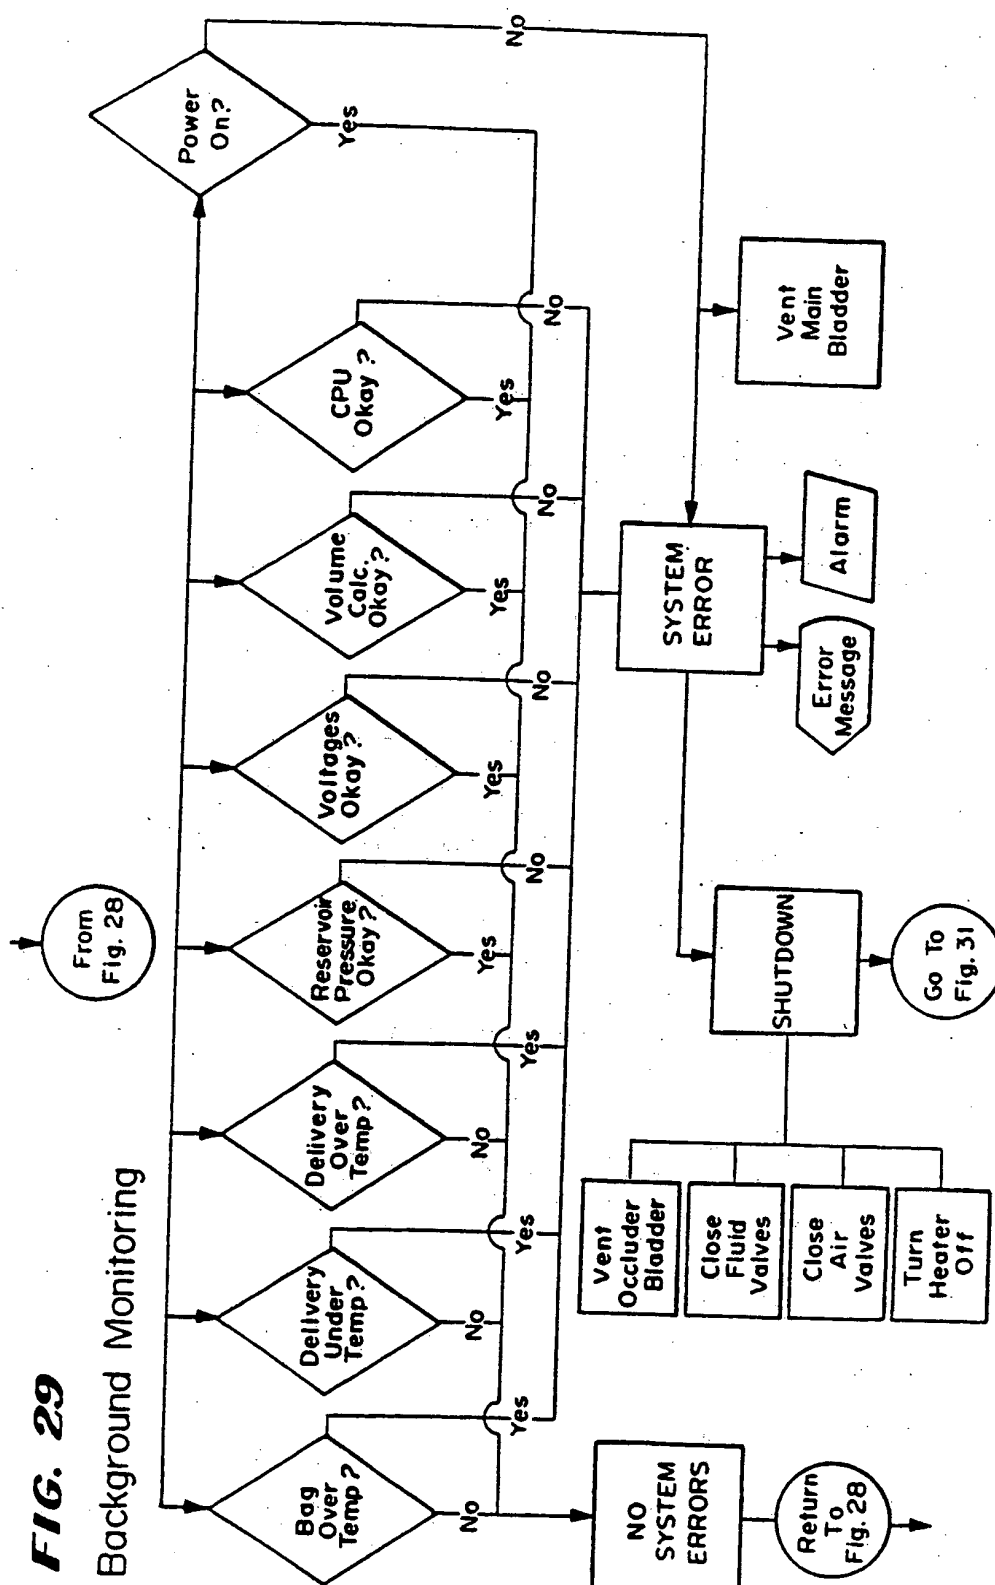 FIG. 29
Background Monitoring
From
Fig. 28
Bag
Over
Temp?
Delivery
Under
Temp?
Delivery
Over
Temp?
Reservoir
Pressure
Okay?
Voltages
Okay?
Volume
Calc.
Okay?
CPU
Okay?
Power
On?
No
No
No
Yes
Yes
Yes
Yes
Yes
Yes
Yes
Yes
No
No
No
No
No
NO
SYSTEM
ERRORS
Return
To
Fig. 28
Vent
Occluder
Bladder
Close
Fluid
Valves
Close
Air
Valves
Turn
Heater
Off
SHUTDOWN
Go To
Fig. 31
SYSTEM
ERROR
Error
Message
Alarm
Vent
Main
Bladder